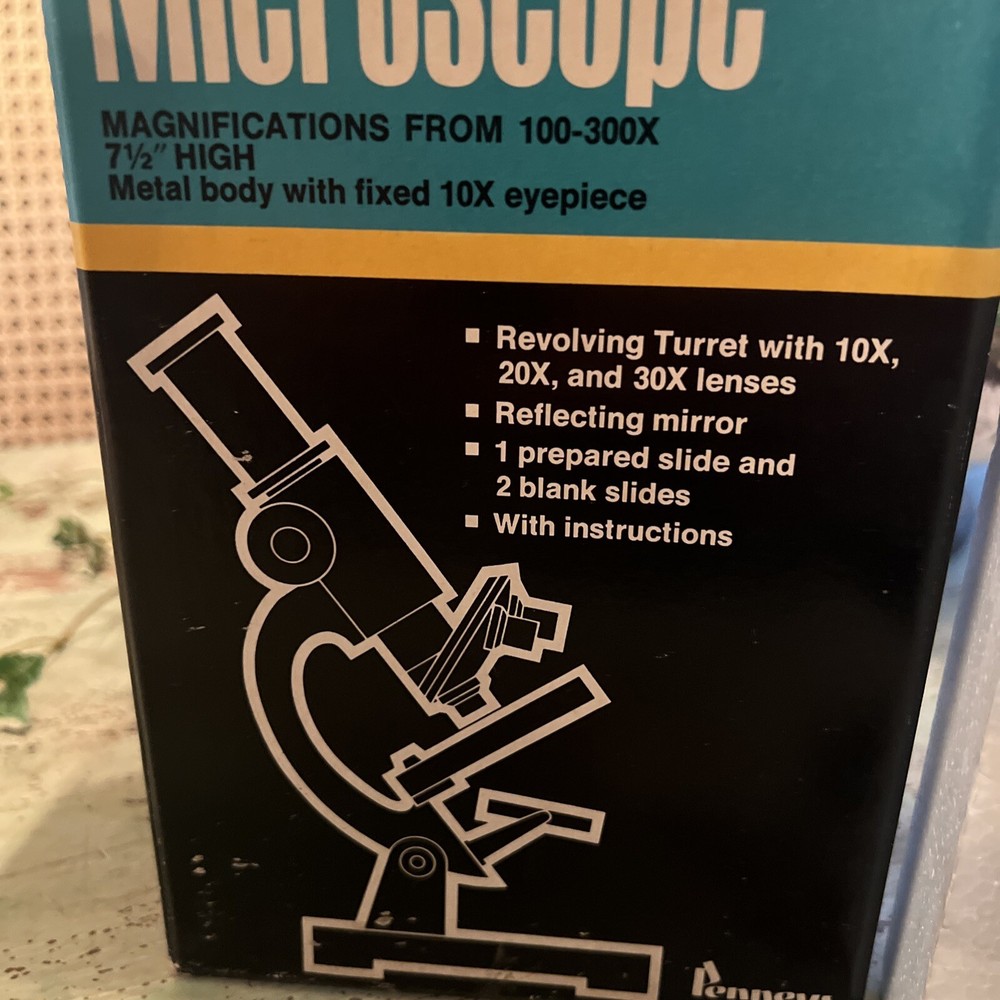 Microscope
MAGNIFICATIONS FROM 100-300X
7½" HIGH
Metal body with fixed 10X eyepiece
■ Revolving Turret with 10X,
20X, and 30X lenses
■ Reflecting mirror
■ 1 prepared slide and
2 blank slides
■ With instructions